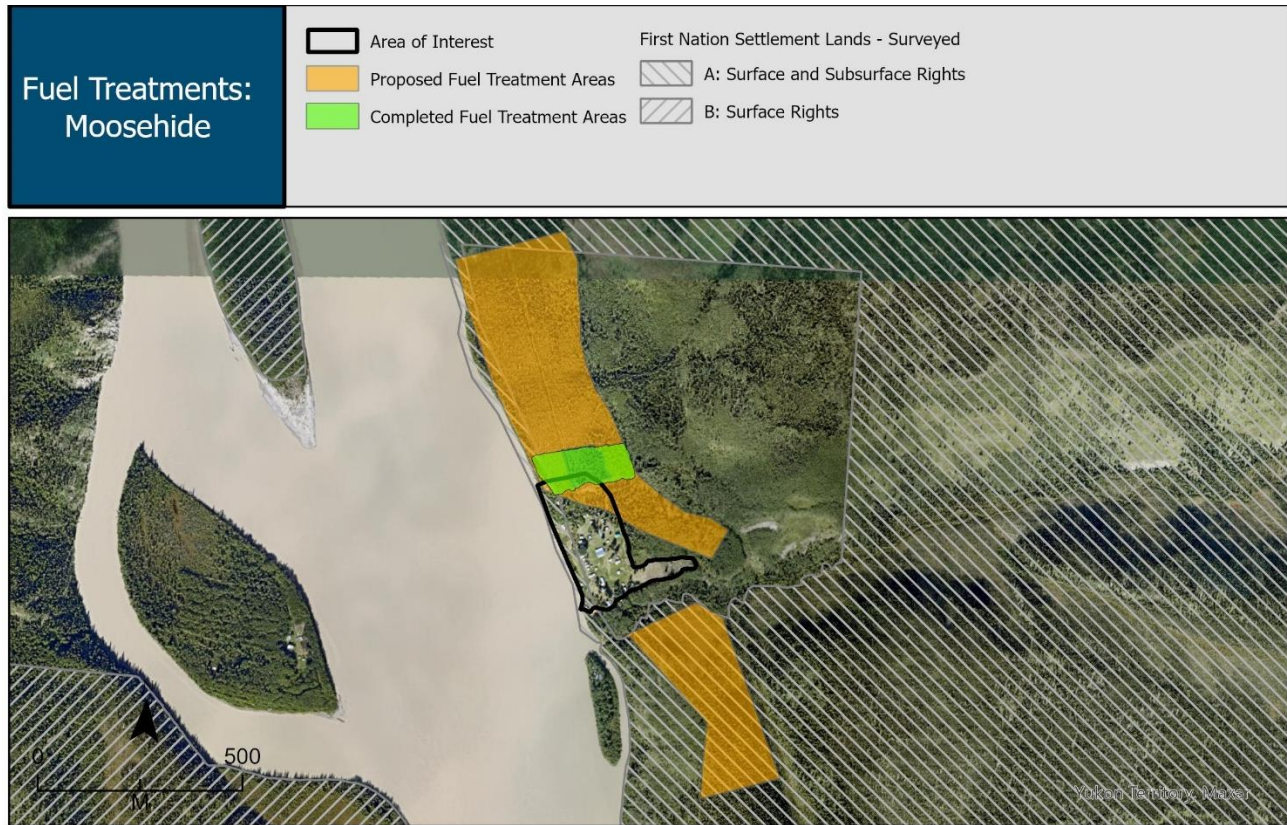 Fuel Treatments:
Moosehide
Area of Interest
Proposed Fuel Treatment Areas
Completed Fuel Treatment Areas
First Nation Settlement Lands - Surveyed
A: Surface and Subsurface Rights
B: Surface Rights
0
500
M
Yukon Territory, Maxar